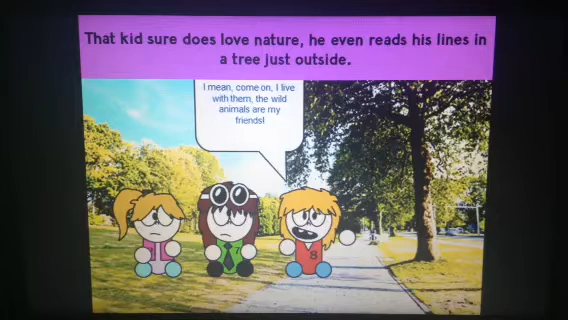 That kid sure does love nature, he even reads his lines in
a tree just outside.
I mean, come on, I live
with them, the wild
animals are my
friends!
8